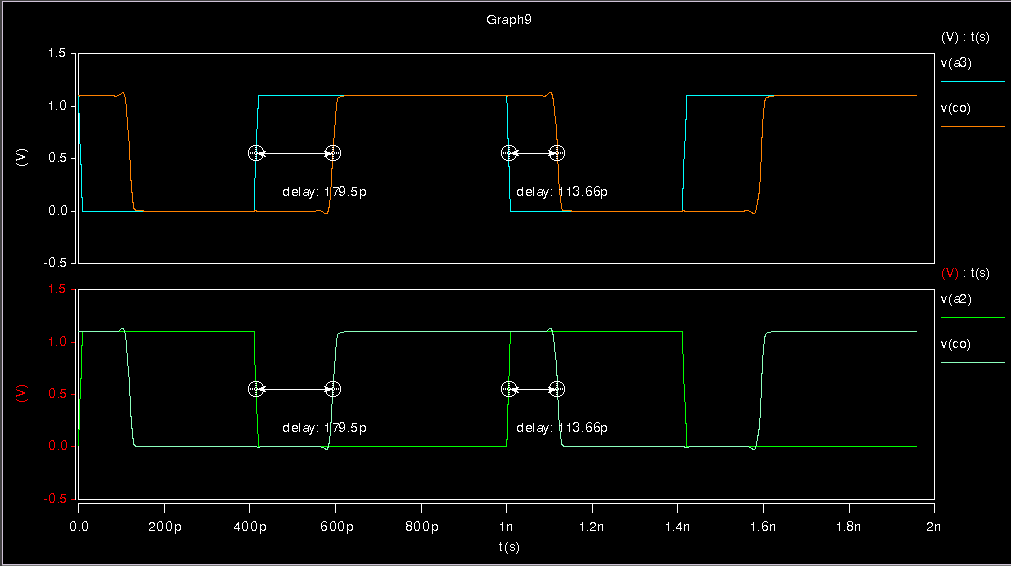 Graph9
(V) : t(s)
v(a3)
v(co)
1.5
1.0
0.5
0.0
-0.5
(V)
delay: 179.5p
delay: 113.66p
(V) : t(s)
v(a2)
v(co)
1.5
1.0
0.5
0.0
-0.5
(V)
delay: 179.5p
delay: 113.66p
0.0 200p 400p 600p 800p 1n 1.2n 1.4n 1.6n 1.8n 2n
t(s)